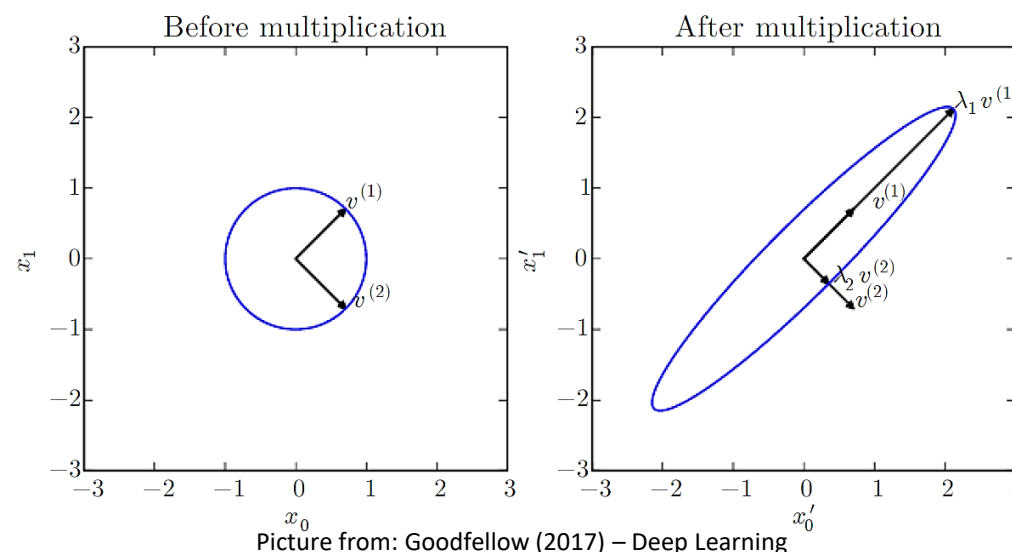 Before multiplication
3
2
1
0
−1
−2
−3
x₁
v⁽¹⁾
v⁽²⁾
−3 −2 −1 0 1 2 3
x₀
After multiplication
3
2
1
0
−1
−2
−3
x₁′
λ₁ v⁽¹
v⁽¹⁾
λ₂ v⁽²⁾
v⁽²⁾
−3 −2 −1 0 1 2
x₀′
Picture from: Goodfellow (2017) – Deep Learning